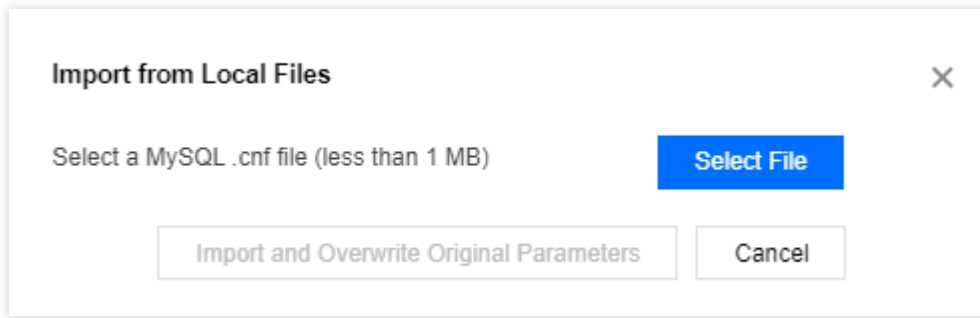 Import from Local Files
Select a MySQL .cnf file (less than 1 MB)
Select File
Import and Overwrite Original Parameters
Cancel